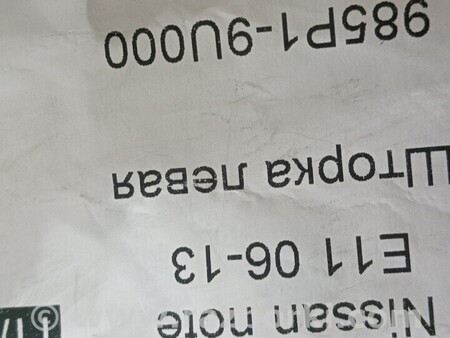 Nissan note
E11 06-13
Шторка левая
985P1-9U000